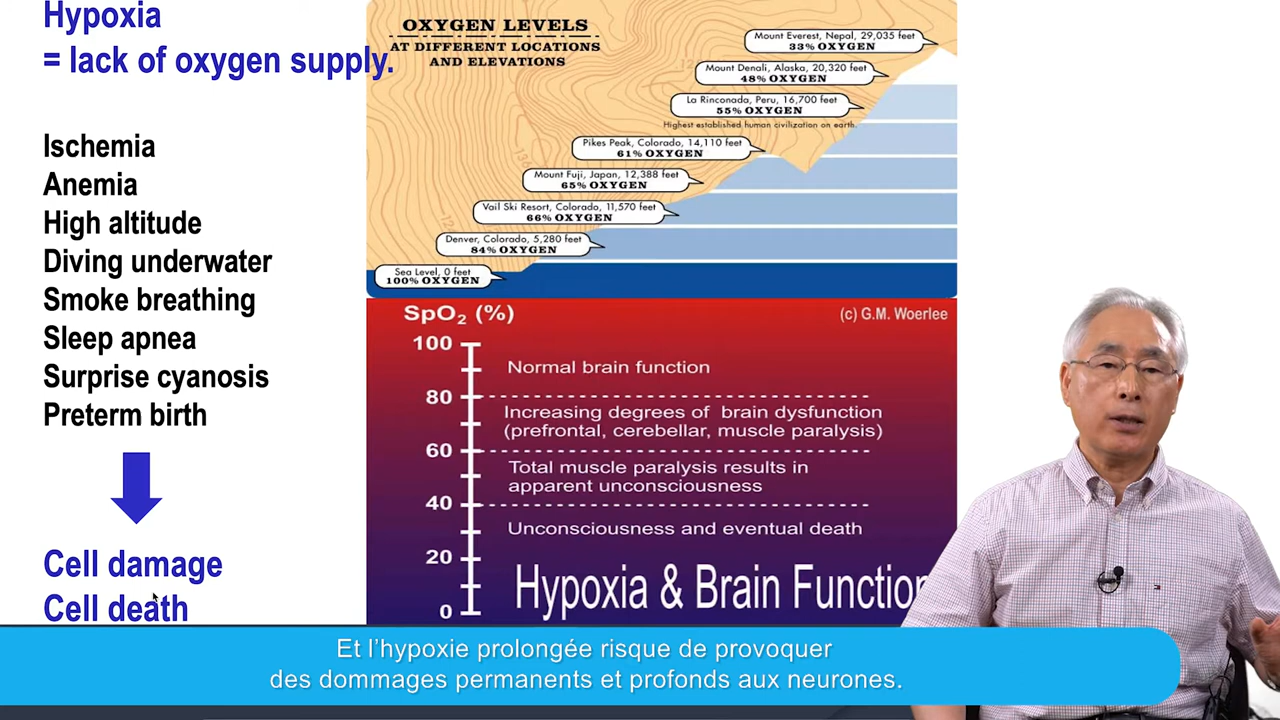 Hypoxia
= lack of oxygen supply.
Ischemia
Anemia
High altitude
Diving underwater
Smoke breathing
Sleep apnea
Surprise cyanosis
Preterm birth
Cell damage
Cell death
OXYGEN LEVELS
AT DIFFERENT LOCATIONS
AND ELEVATIONS
Mount Everest, Nepal, 29,035 feet
33% OXYGEN
Mount Denali, Alaska, 20,320 feet
48% OXYGEN
La Rinconada, Peru, 16,700 feet
55% OXYGEN
Highest established human civilization on earth.
Pikes Peak, Colorado, 14,110 feet
61% OXYGEN
Mount Fuji, Japan, 12,388 feet
65% OXYGEN
Vail Ski Resort, Colorado, 11,570 feet
66% OXYGEN
Denver, Colorado, 5,280 feet
84% OXYGEN
Sea Level, 0 feet
100% OXYGEN
SpO₂ (%)
(c) G.M. Woerlee
100
Normal brain function
80
Increasing degrees of brain dysfunction
(prefrontal, cerebellar, muscle paralysis)
60
Total muscle paralysis results in
apparent unconsciousness
40
Unconsciousness and eventual death
20
Hypoxia & Brain Function
0
Et l’hypoxie prolongée risque de provoquer
des dommages permanents et profonds aux neurones.